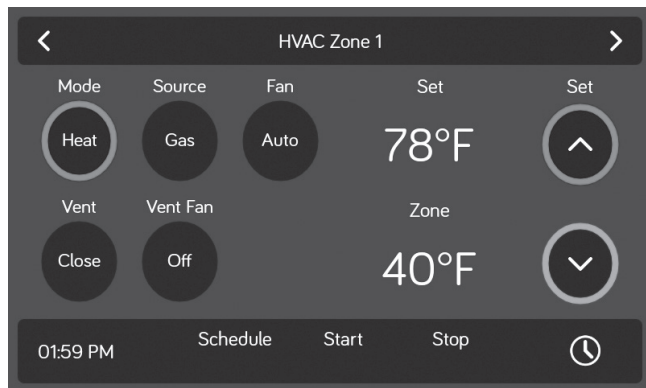 HVAC Zone 1
Mode Source Fan Set Set
Heat Gas Auto 78°F
Vent Vent Fan Zone
Close Off 40°F
01:59 PM Schedule Start Stop